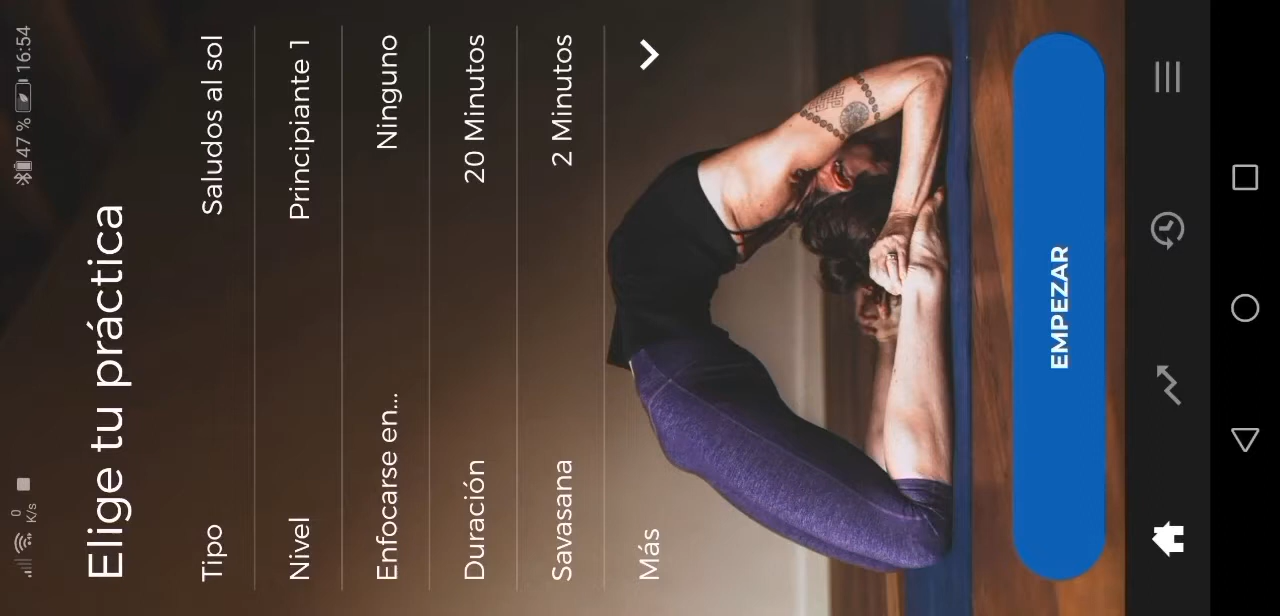 0
K/s
47 %
16:54
Elige tu práctica
Tipo Saludos al sol
Nivel Principiante 1
Enfocarse en... Ninguno
Duración 20 Minutos
Savasana 2 Minutos
Más
EMPEZAR